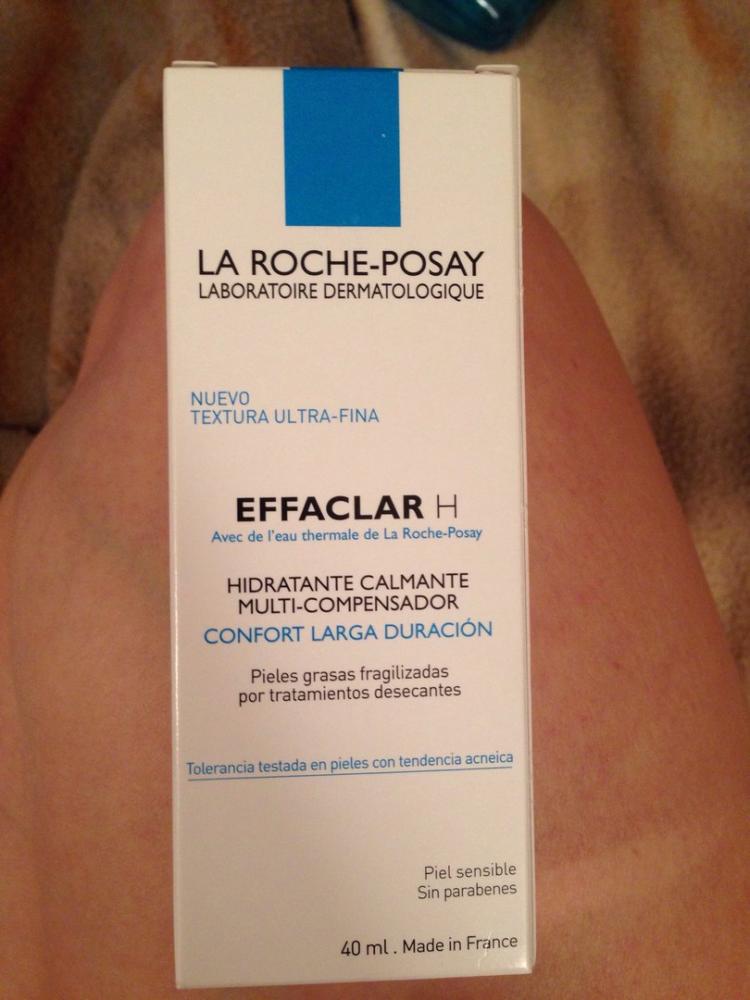 LA ROCHE-POSAY
LABORATOIRE DERMATOLOGIQUE
NUEVO
TEXTURA ULTRA-FINA
EFFACLAR H
Avec de l'eau thermale de La Roche-Posay
HIDRATANTE CALMANTE
MULTI-COMPENSADOR
CONFORT LARGA DURACIÓN
Pieles grasas fragilizadas
por tratamientos desecantes
Tolerancia testada en pieles con tendencia acneica
Piel sensible
Sin parabenes
40 ml . Made in France